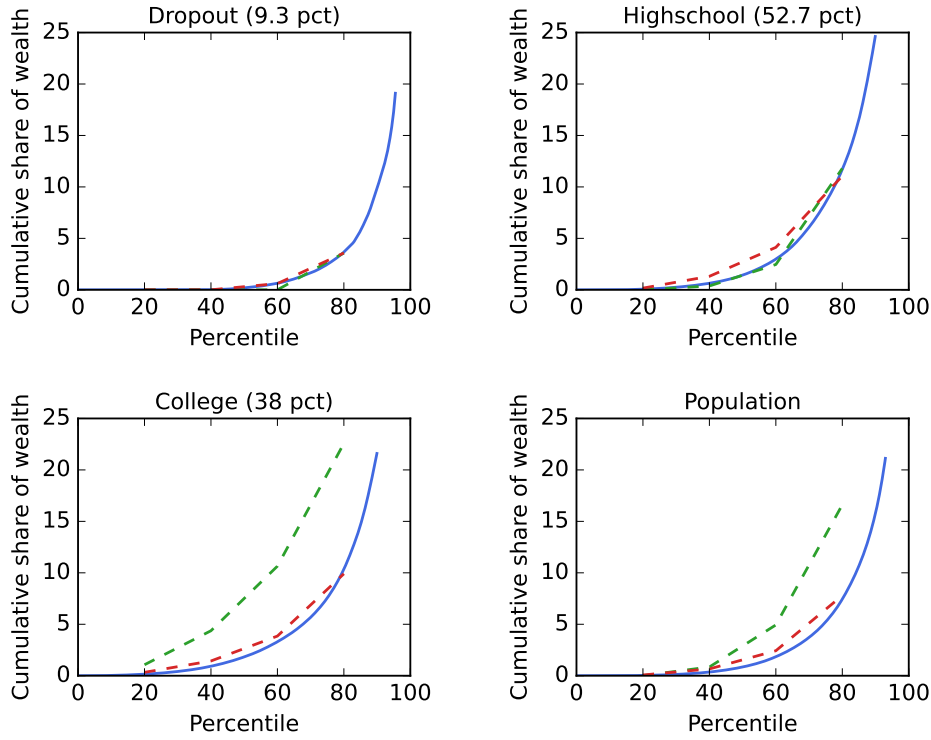 Dropout (9.3 pct)
Cumulative share of wealth
25
20
15
10
5
0
0 20 40 60 80 100
Percentile
Highschool (52.7 pct)
Cumulative share of wealth
25
20
15
10
5
0
0 20 40 60 80 100
Percentile
College (38 pct)
Cumulative share of wealth
25
20
15
10
5
0
0 20 40 60 80 100
Percentile
Population
Cumulative share of wealth
25
20
15
10
5
0
0 20 40 60 80 100
Percentile